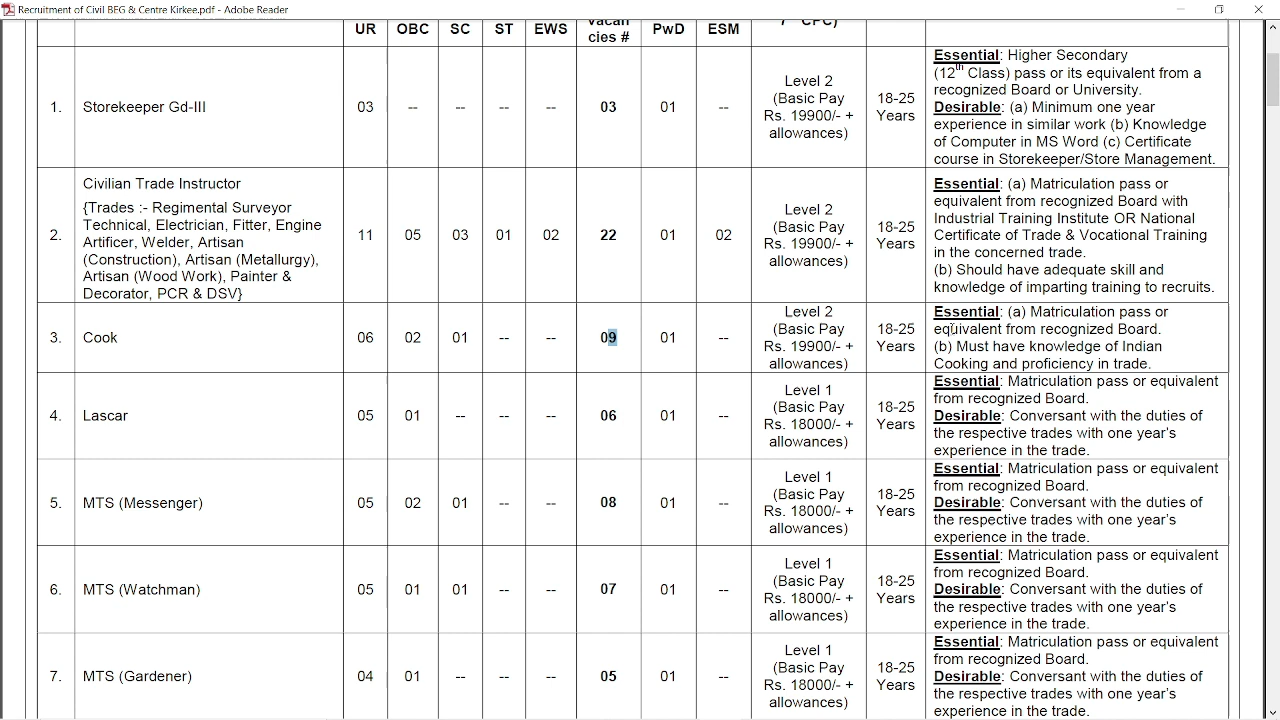 Recruitment of Civil BEG & Centre Kirkee.pdf - Adobe Reader
UR OBC SC ST EWS Vacan
cies # PwD ESM 7 CPC)
1. Storekeeper Gd-III 03 -- -- -- -- 03 01 --
Level 2
(Basic Pay
Rs. 19900/- +
allowances)
18-25
Years
Essential: Higher Secondary
(12th Class) pass or its equivalent from a
recognized Board or University.
Desirable: (a) Minimum one year
experience in similar work (b) Knowledge
of Computer in MS Word (c) Certificate
course in Storekeeper/Store Management.
2.
Civilian Trade Instructor
{Trades :- Regimental Surveyor
Technical, Electrician, Fitter, Engine
Artificer, Welder, Artisan
(Construction), Artisan (Metallurgy),
Artisan (Wood Work), Painter &
Decorator, PCR & DSV}
11 05 03 01 02 22 01 02
Level 2
(Basic Pay
Rs. 19900/- +
allowances)
18-25
Years
Essential: (a) Matriculation pass or
equivalent from recognized Board with
Industrial Training Institute OR National
Certificate of Trade & Vocational Training
in the concerned trade.
(b) Should have adequate skill and
knowledge of imparting training to recruits.
3. Cook 06 02 01 -- -- 09 01 --
Level 2
(Basic Pay
Rs. 19900/- +
allowances)
18-25
Years
Essential: (a) Matriculation pass or
equivalent from recognized Board.
(b) Must have knowledge of Indian
Cooking and proficiency in trade.
4. Lascar 05 01 -- -- -- 06 01 --
Level 1
(Basic Pay
Rs. 18000/- +
allowances)
18-25
Years
Essential: Matriculation pass or equivalent
from recognized Board.
Desirable: Conversant with the duties of
the respective trades with one year's
experience in the trade.
5. MTS (Messenger) 05 02 01 -- -- 08 01 --
Level 1
(Basic Pay
Rs. 18000/- +
allowances)
18-25
Years
Essential: Matriculation pass or equivalent
from recognized Board.
Desirable: Conversant with the duties of
the respective trades with one year's
experience in the trade.
6. MTS (Watchman) 05 01 01 -- -- 07 01 --
Level 1
(Basic Pay
Rs. 18000/- +
allowances)
18-25
Years
Essential: Matriculation pass or equivalent
from recognized Board.
Desirable: Conversant with the duties of
the respective trades with one year's
experience in the trade.
7. MTS (Gardener) 04 01 -- -- -- 05 01 --
Level 1
(Basic Pay
Rs. 18000/- +
allowances)
18-25
Years
Essential: Matriculation pass or equivalent
from recognized Board.
Desirable: Conversant with the duties of
the respective trades with one year's
experience in the trade.